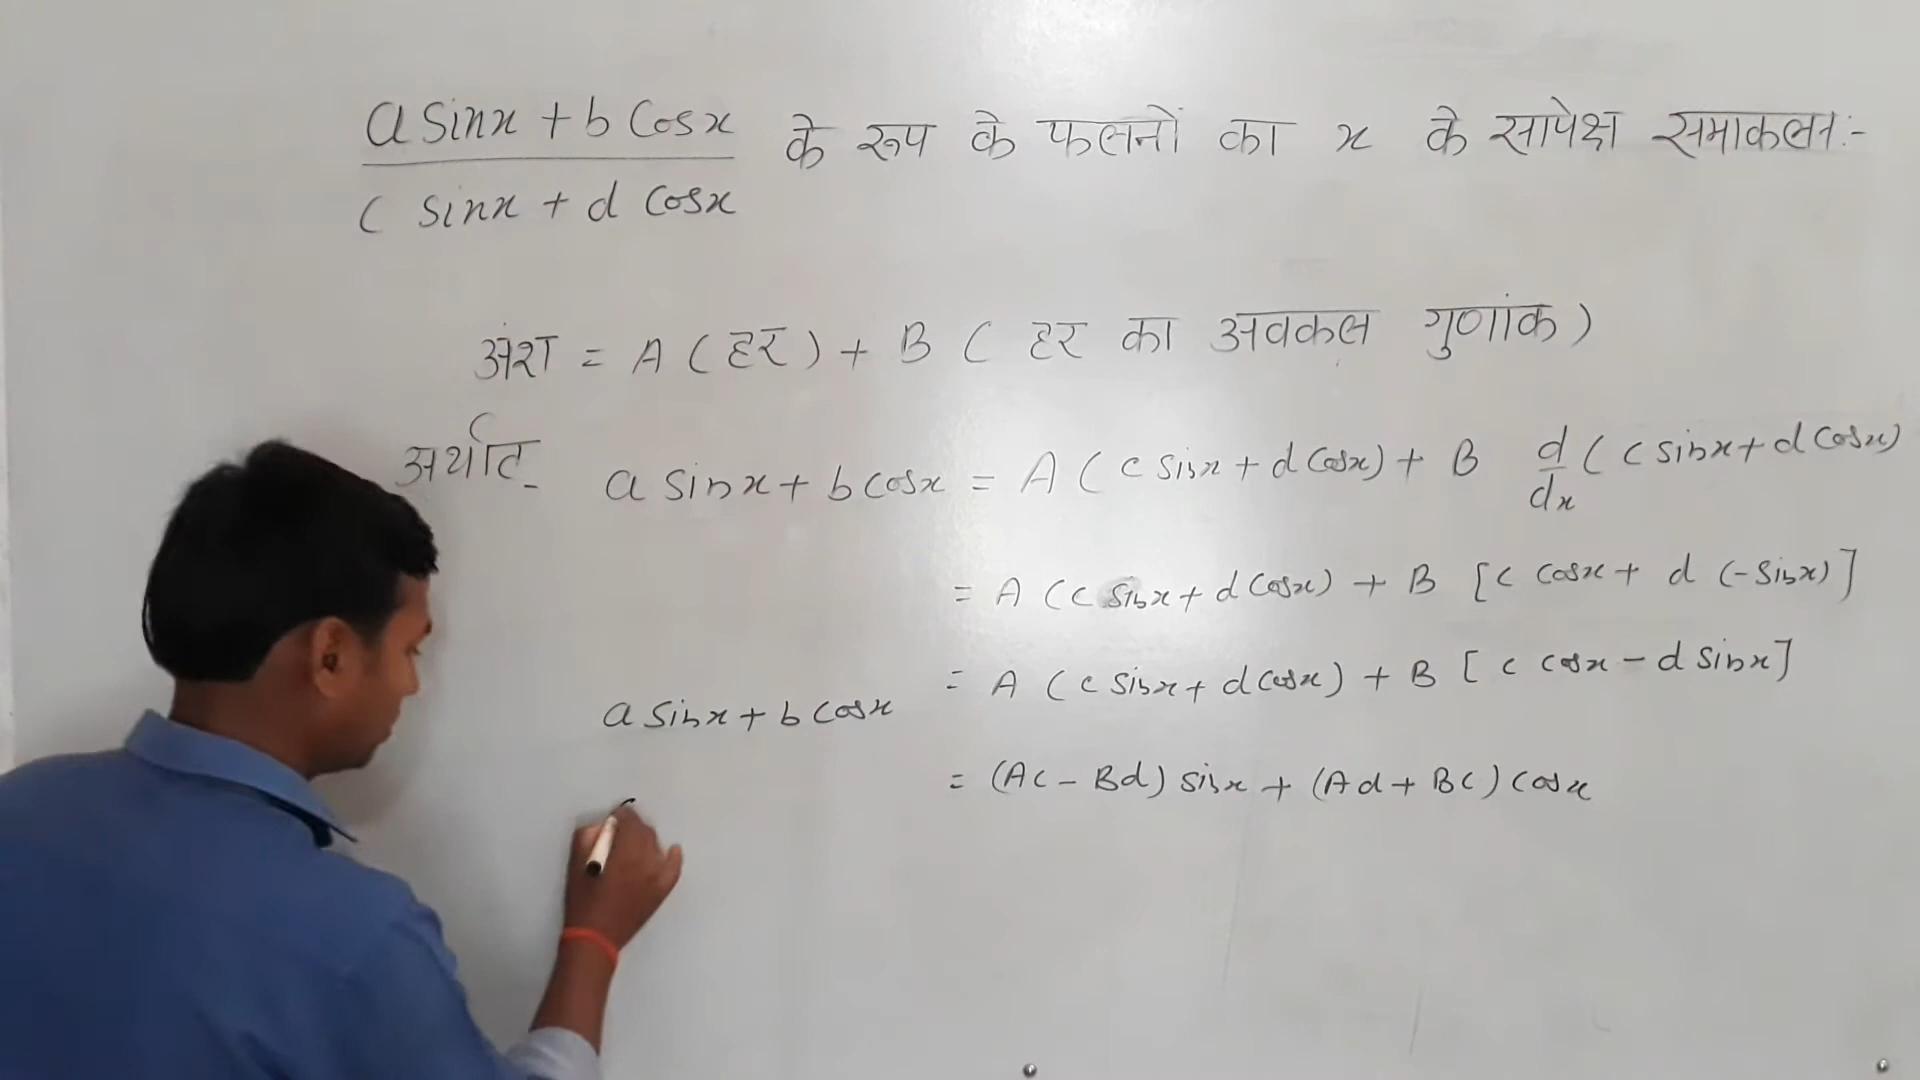 a sinx + b cosx के रूप के फलनों का x के सापेक्ष समाकलन:-
c sinx + d cosx
अंश = A (हर) + B ( हर का अवकल गुणांक)
अर्थात- a sinx + b cosx = A ( c sinx + d cosx) + B d/dx ( c sinx + d cosx)
= A (c sinx + d cosx) + B [c cosx + d (-sinx)]
= A (c sinx + d cosx) + B [ c cosx - d sinx]
a sinx + b cosx
= (Ac - Bd) sinx + (Ad + Bc) cosx